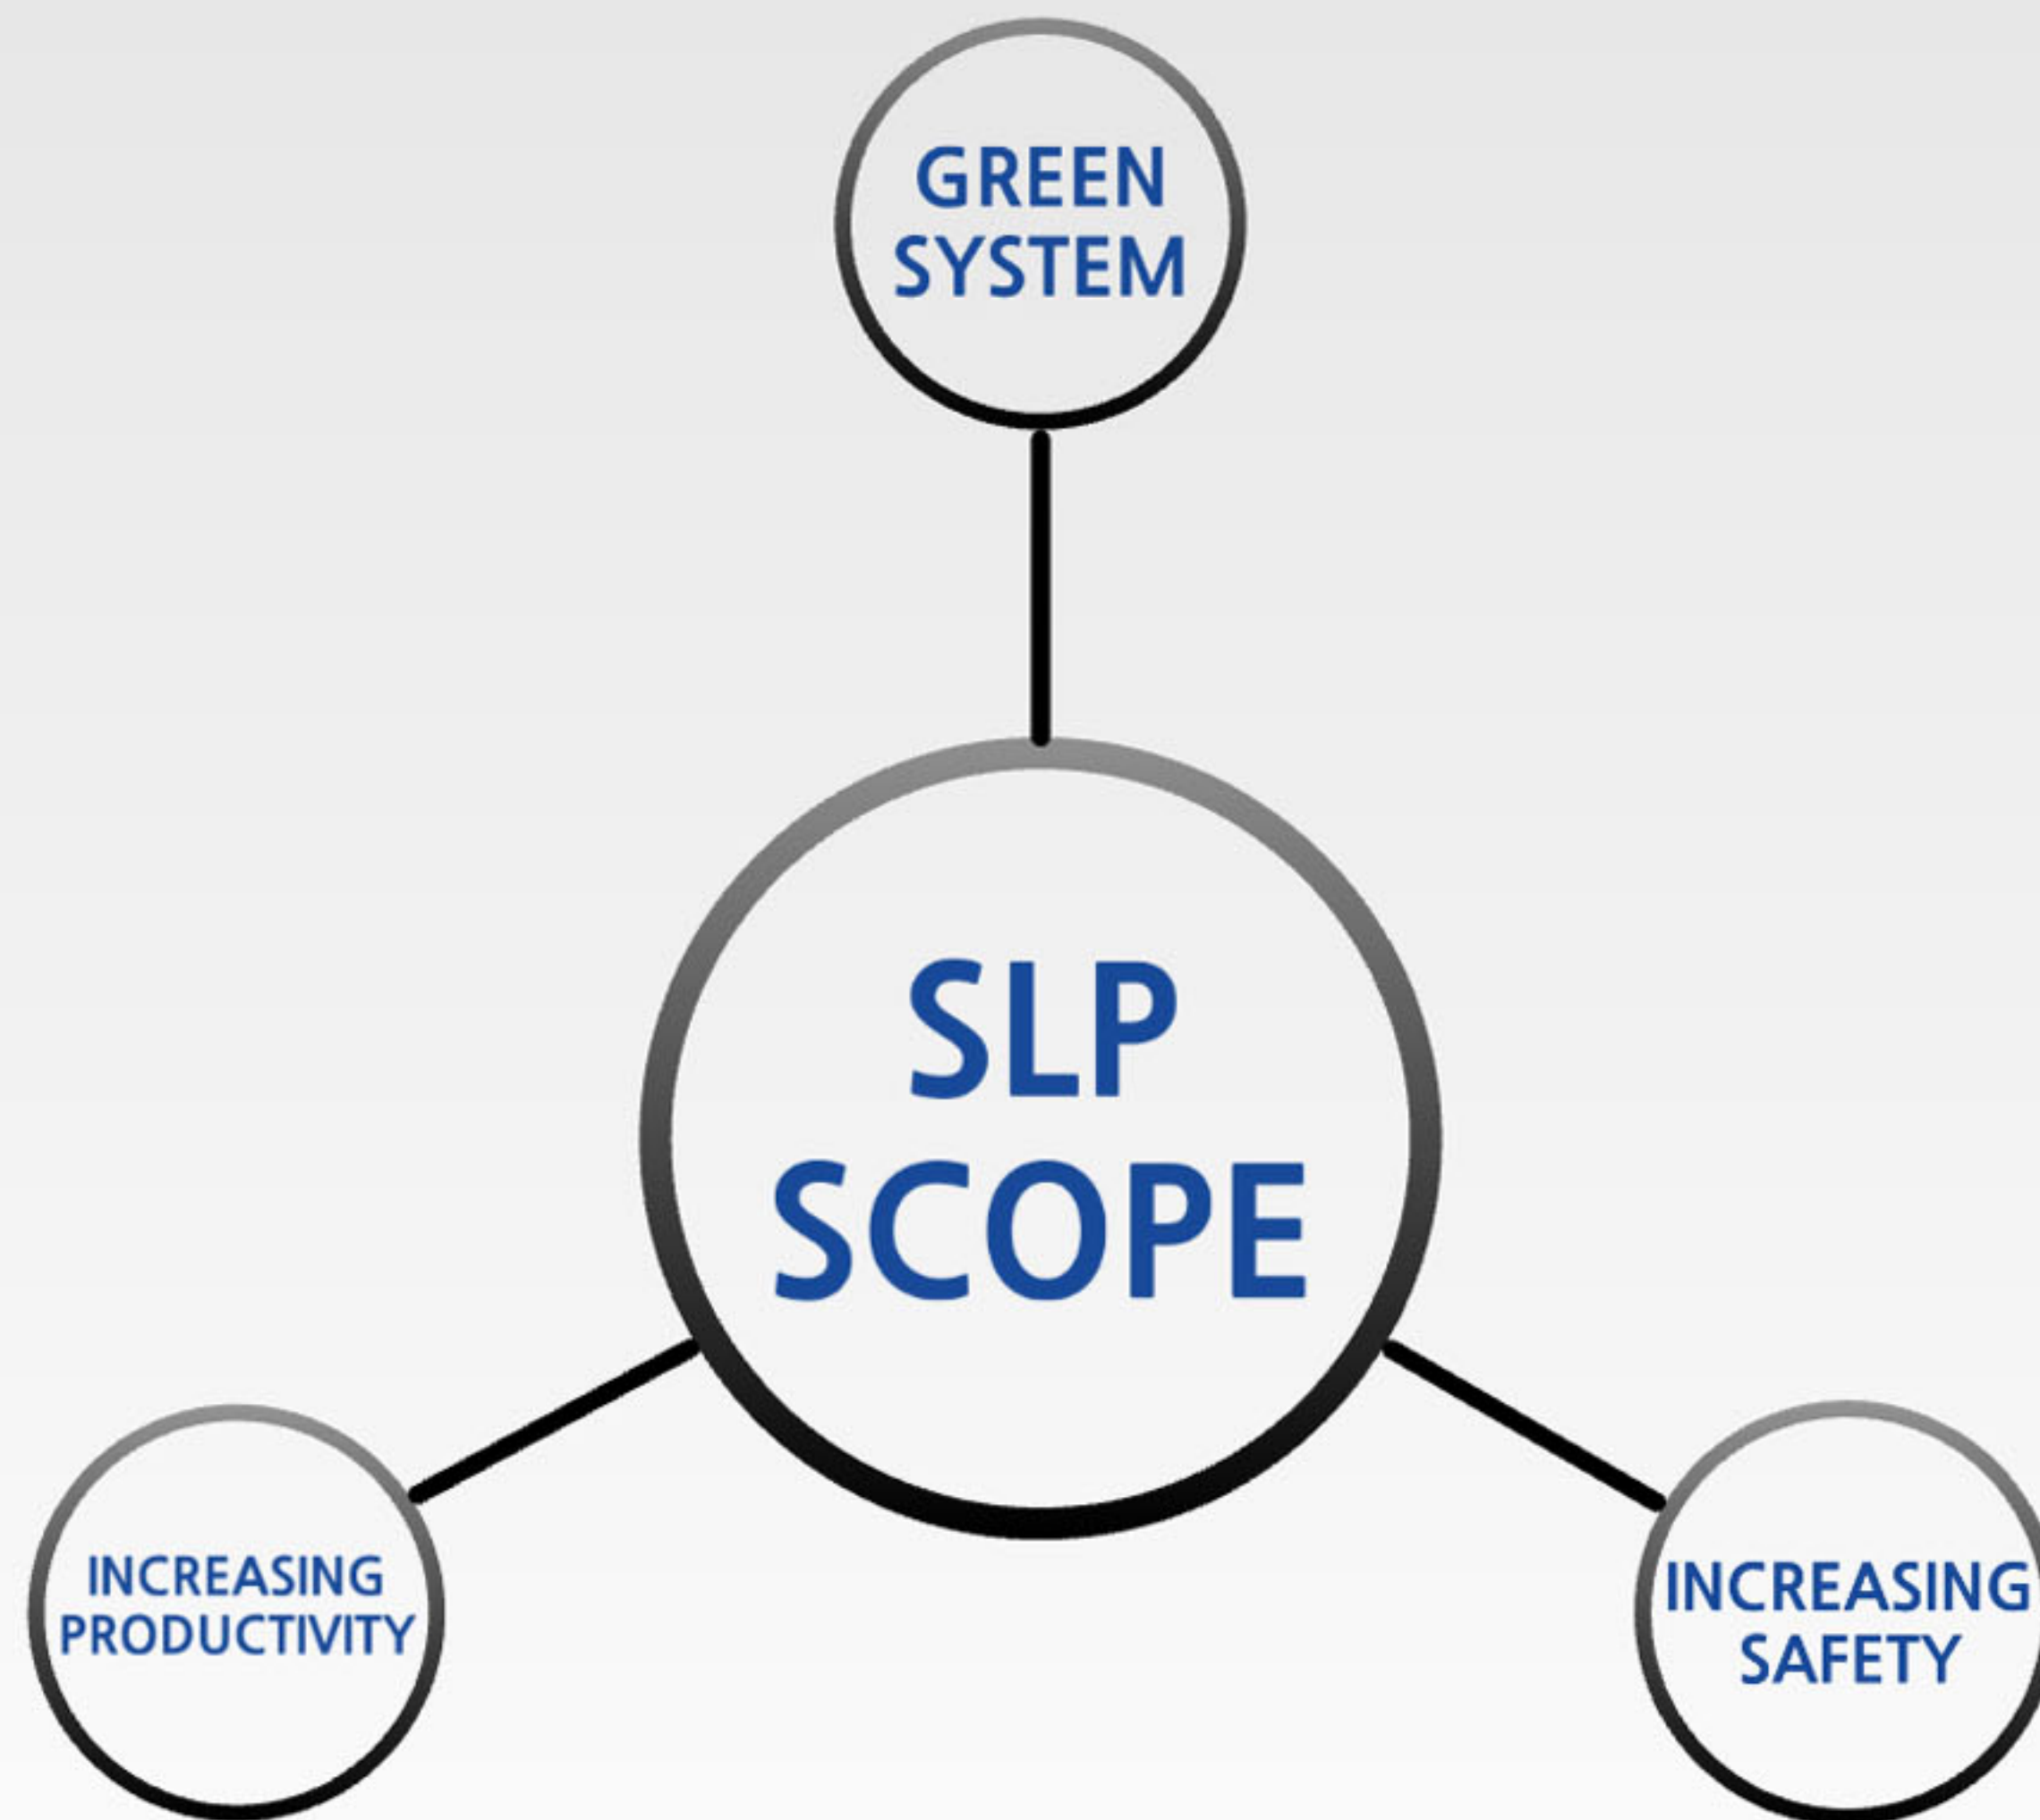 GREEN
SYSTEM
SLP
SCOPE
INCREASING
PRODUCTIVITY
INCREASING
SAFETY